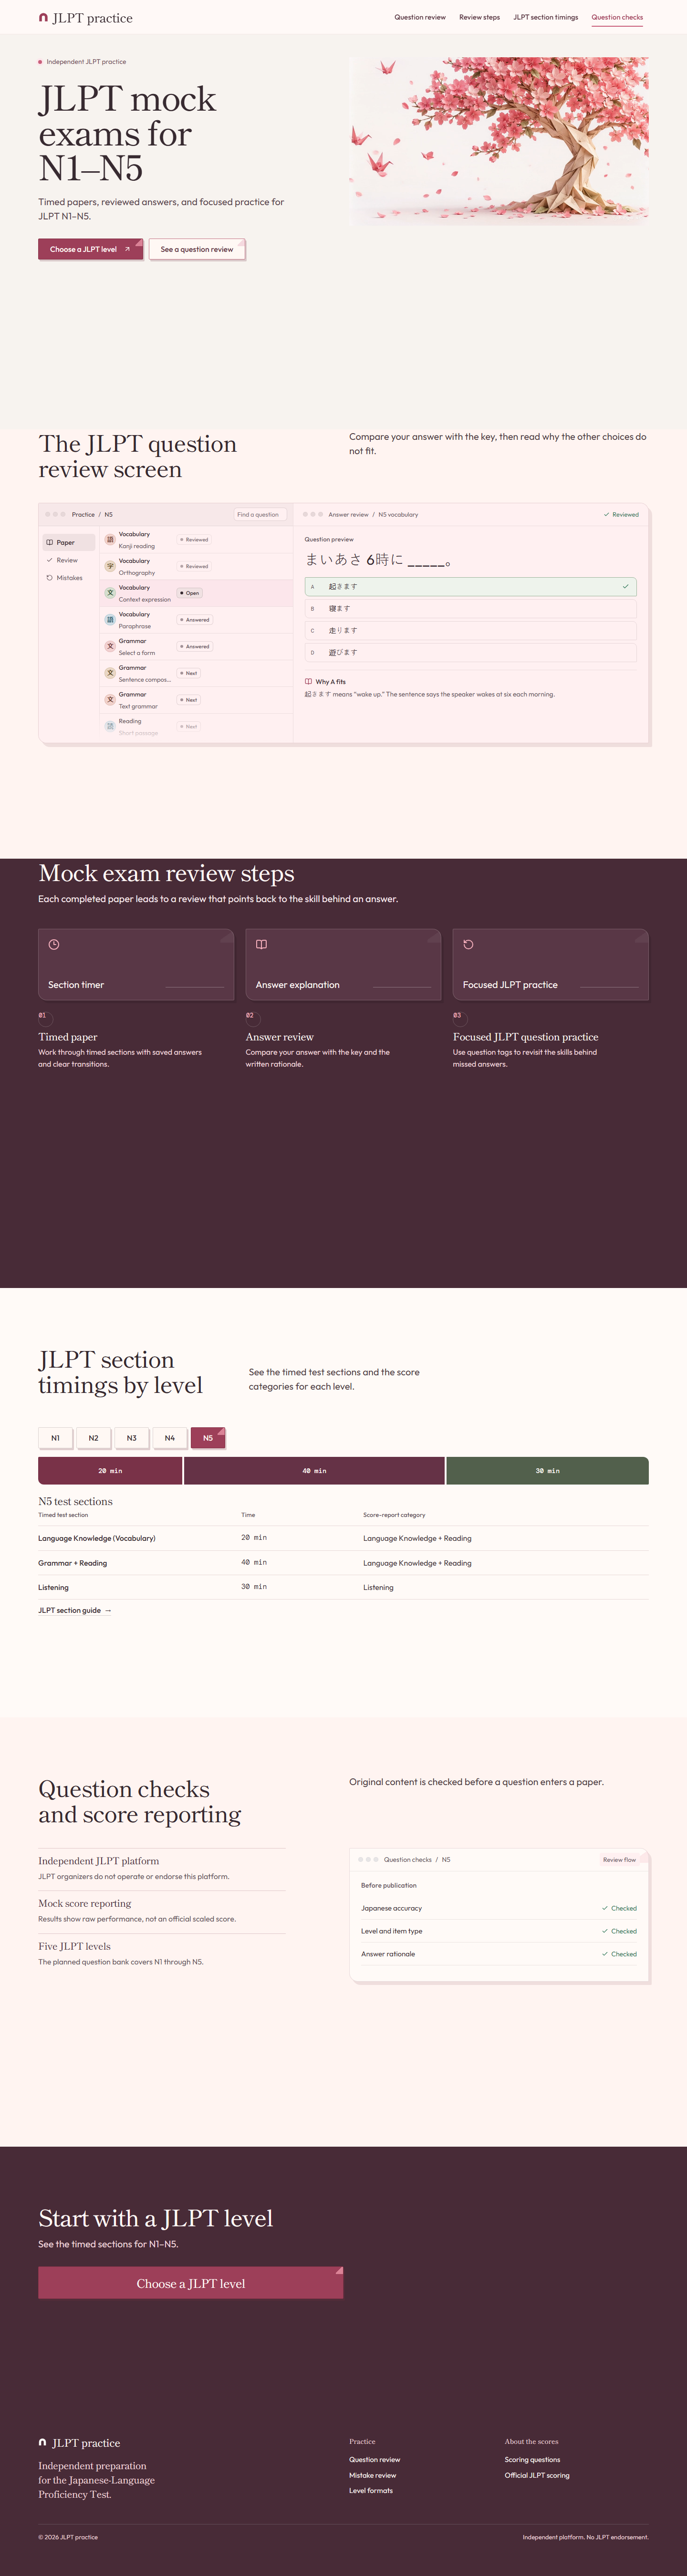 JLPT practice
Question review
Review steps
JLPT section timings
Question checks
Independent JLPT practice
JLPT mock
exams for
N1–N5
Timed papers, reviewed answers, and focused practice for
JLPT N1–N5.
Choose a JLPT level ↗
See a question review
The JLPT question
review screen
Compare your answer with the key, then read why the other choices do
not fit.
Practice / N5
Find a question
Paper
Review
Mistakes
語 Vocabulary
Kanji reading
Reviewed
字 Vocabulary
Orthography
Reviewed
文 Vocabulary
Context expression
Open
語 Vocabulary
Paraphrase
Answered
文 Grammar
Select a form
Answered
文 Grammar
Sentence compos...
Next
文 Grammar
Text grammar
Next
読 Reading
Short passage
Next
Answer review / N5 vocabulary
Reviewed
Question preview
まいあさ 6時に _____。
A 起きます
B 寝ます
C 走ります
D 遊びます
Why A fits
起きます means “wake up.” The sentence says the speaker wakes at six each morning.
Mock exam review steps
Each completed paper leads to a review that points back to the skill behind an answer.
Section timer
Answer explanation
Focused JLPT practice
01
Timed paper
Work through timed sections with saved answers
and clear transitions.
02
Answer review
Compare your answer with the key and the
written rationale.
03
Focused JLPT question practice
Use question tags to revisit the skills behind
missed answers.
JLPT section
timings by level
See the timed test sections and the score
categories for each level.
N1
N2
N3
N4
N5
20 min
40 min
30 min
N5 test sections
Timed test section Time Score-report category
Language Knowledge (Vocabulary) 20 min Language Knowledge + Reading
Grammar + Reading 40 min Language Knowledge + Reading
Listening 30 min Listening
JLPT section guide →
Question checks
and score reporting
Original content is checked before a question enters a paper.
Independent JLPT platform
JLPT organizers do not operate or endorse this platform.
Mock score reporting
Results show raw performance, not an official scaled score.
Five JLPT levels
The planned question bank covers N1 through N5.
Question checks / N5
Review flow
Before publication
Japanese accuracy Checked
Level and item type Checked
Answer rationale Checked
Start with a JLPT level
See the timed sections for N1–N5.
Choose a JLPT level
JLPT practice
Independent preparation
for the Japanese-Language
Proficiency Test.
Practice
Question review
Mistake review
Level formats
About the scores
Scoring questions
Official JLPT scoring
© 2026 JLPT practice
Independent platform. No JLPT endorsement.